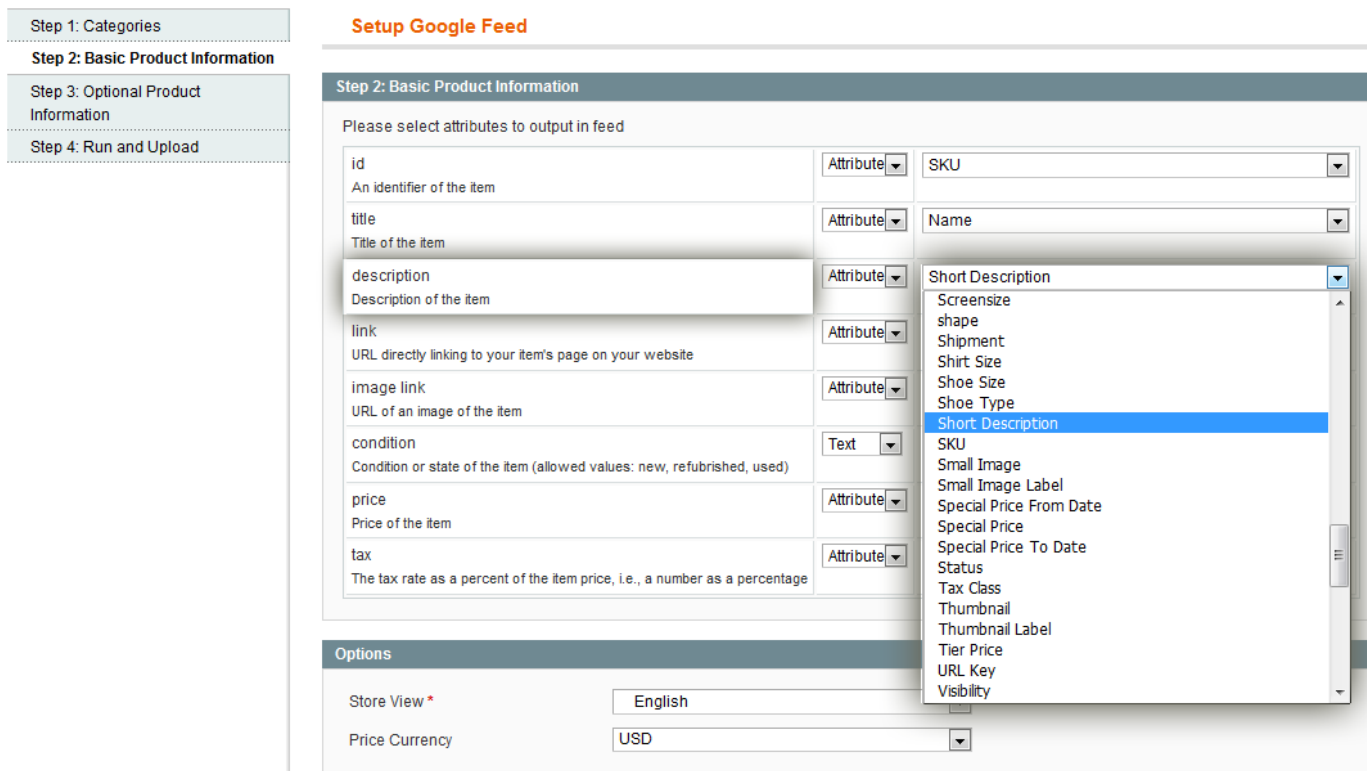 Step 1: Categories
Step 2: Basic Product Information
Step 3: Optional Product
Information
Step 4: Run and Upload
Setup Google Feed
Step 2: Basic Product Information
Please select attributes to output in feed
id
An identifier of the item
Attribute
SKU
title
Title of the item
Attribute
Name
description
Description of the item
Attribute
Short Description
Screensize
shape
Shipment
Shirt Size
Shoe Size
Shoe Type
Short Description
SKU
Small Image
Small Image Label
Special Price From Date
Special Price
Special Price To Date
Status
Tax Class
Thumbnail
Thumbnail Label
Tier Price
URL Key
Visibility
link
URL directly linking to your item's page on your website
Attribute
image link
URL of an image of the item
Attribute
condition
Condition or state of the item (allowed values: new, refubrished, used)
Text
price
Price of the item
Attribute
tax
The tax rate as a percent of the item price, i.e., a number as a percentage
Attribute
Options
Store View *
English
Price Currency
USD